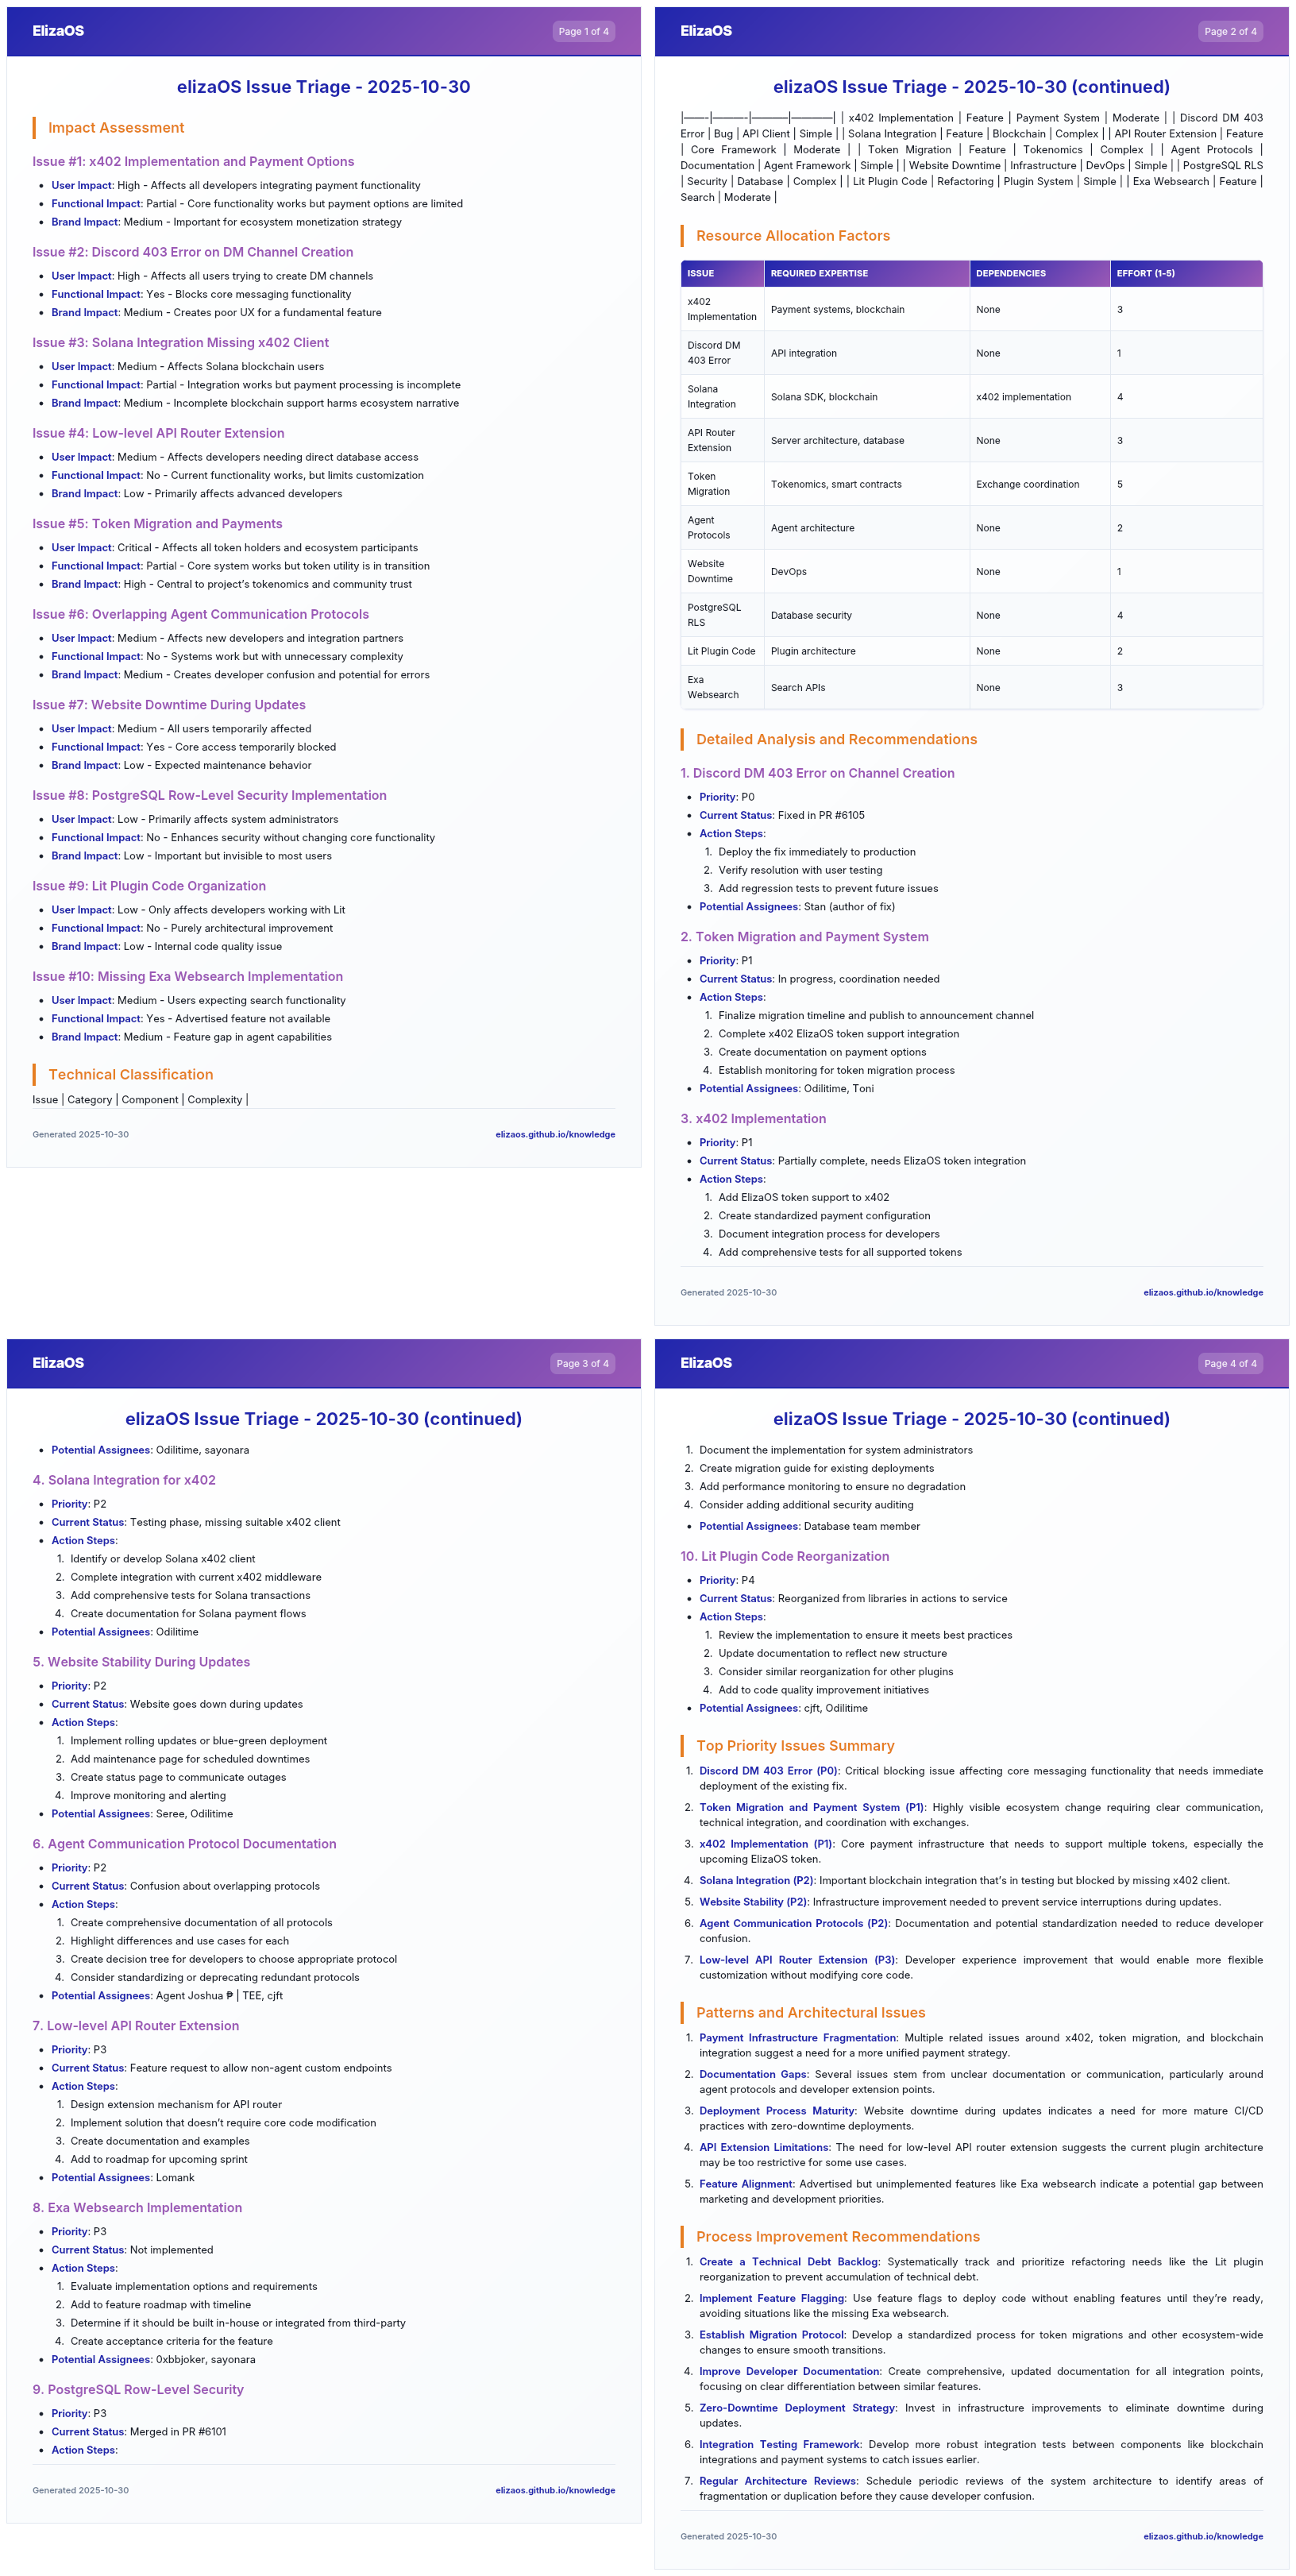 ElizaOS
Page 1 of 4
elizaOS Issue Triage - 2025-10-30
Impact Assessment
Issue #1: x402 Implementation and Payment Options
• User Impact: High - Affects all developers integrating payment functionality
• Functional Impact: Partial - Core functionality works but payment options are limited
• Brand Impact: Medium - Important for ecosystem monetization strategy
Issue #2: Discord 403 Error on DM Channel Creation
• User Impact: High - Affects all users trying to create DM channels
• Functional Impact: Yes - Blocks core messaging functionality
• Brand Impact: Medium - Creates poor UX for a fundamental feature
Issue #3: Solana Integration Missing x402 Client
• User Impact: Medium - Affects Solana blockchain users
• Functional Impact: Partial - Integration works but payment processing is incomplete
• Brand Impact: Medium - Incomplete blockchain support harms ecosystem narrative
Issue #4: Low-level API Router Extension
• User Impact: Medium - Affects developers needing direct database access
• Functional Impact: No - Current functionality works, but limits customization
• Brand Impact: Low - Primarily affects advanced developers
Issue #5: Token Migration and Payments
• User Impact: Critical - Affects all token holders and ecosystem participants
• Functional Impact: Partial - Core system works but token utility is in transition
• Brand Impact: High - Central to project's tokenomics and community trust
Issue #6: Overlapping Agent Communication Protocols
• User Impact: Medium - Affects new developers and integration partners
• Functional Impact: No - Systems work but with unnecessary complexity
• Brand Impact: Medium - Creates developer confusion and potential for errors
Issue #7: Website Downtime During Updates
• User Impact: Medium - All users temporarily affected
• Functional Impact: Yes - Core access temporarily blocked
• Brand Impact: Low - Expected maintenance behavior
Issue #8: PostgreSQL Row-Level Security Implementation
• User Impact: Low - Primarily affects system administrators
• Functional Impact: No - Enhances security without changing core functionality
• Brand Impact: Low - Important but invisible to most users
Issue #9: Lit Plugin Code Organization
• User Impact: Low - Only affects developers working with Lit
• Functional Impact: No - Purely architectural improvement
• Brand Impact: Low - Internal code quality issue
Issue #10: Missing Exa Websearch Implementation
• User Impact: Medium - Users expecting search functionality
• Functional Impact: Yes - Advertised feature not available
• Brand Impact: Medium - Feature gap in agent capabilities
Technical Classification
Issue | Category | Component | Complexity |
Generated 2025-10-30
elizaos.github.io/knowledge
ElizaOS
Page 2 of 4
elizaOS Issue Triage - 2025-10-30 (continued)
|——-|———-|———–|————| | x402 Implementation | Feature | Payment System | Moderate | | Discord DM 403
Error | Bug | API Client | Simple | | Solana Integration | Feature | Blockchain | Complex | | API Router Extension | Feature
| Core Framework | Moderate | | Token Migration | Feature | Tokenomics | Complex | | Agent Protocols |
Documentation | Agent Framework | Simple | | Website Downtime | Infrastructure | DevOps | Simple | | PostgreSQL RLS
| Security | Database | Complex | | Lit Plugin Code | Refactoring | Plugin System | Simple | | Exa Websearch | Feature |
Search | Moderate |
Resource Allocation Factors
ISSUE REQUIRED EXPERTISE DEPENDENCIES EFFORT (1-5)
x402
Implementation Payment systems, blockchain None 3
Discord DM
403 Error API integration None 1
Solana
Integration Solana SDK, blockchain x402 implementation 4
API Router
Extension Server architecture, database None 3
Token
Migration Tokenomics, smart contracts Exchange coordination 5
Agent
Protocols Agent architecture None 2
Website
Downtime DevOps None 1
PostgreSQL
RLS Database security None 4
Lit Plugin Code Plugin architecture None 2
Exa
Websearch Search APIs None 3
Detailed Analysis and Recommendations
1. Discord DM 403 Error on Channel Creation
• Priority: P0
• Current Status: Fixed in PR #6105
• Action Steps:
1. Deploy the fix immediately to production
2. Verify resolution with user testing
3. Add regression tests to prevent future issues
• Potential Assignees: Stan (author of fix)
2. Token Migration and Payment System
• Priority: P1
• Current Status: In progress, coordination needed
• Action Steps:
1. Finalize migration timeline and publish to announcement channel
2. Complete x402 ElizaOS token support integration
3. Create documentation on payment options
4. Establish monitoring for token migration process
• Potential Assignees: Odilitime, Toni
3. x402 Implementation
• Priority: P1
• Current Status: Partially complete, needs ElizaOS token integration
• Action Steps:
1. Add ElizaOS token support to x402
2. Create standardized payment configuration
3. Document integration process for developers
4. Add comprehensive tests for all supported tokens
Generated 2025-10-30
elizaos.github.io/knowledge
ElizaOS
Page 3 of 4
elizaOS Issue Triage - 2025-10-30 (continued)
• Potential Assignees: Odilitime, sayonara
4. Solana Integration for x402
• Priority: P2
• Current Status: Testing phase, missing suitable x402 client
• Action Steps:
1. Identify or develop Solana x402 client
2. Complete integration with current x402 middleware
3. Add comprehensive tests for Solana transactions
4. Create documentation for Solana payment flows
• Potential Assignees: Odilitime
5. Website Stability During Updates
• Priority: P2
• Current Status: Website goes down during updates
• Action Steps:
1. Implement rolling updates or blue-green deployment
2. Add maintenance page for scheduled downtimes
3. Create status page to communicate outages
4. Improve monitoring and alerting
• Potential Assignees: Seree, Odilitime
6. Agent Communication Protocol Documentation
• Priority: P2
• Current Status: Confusion about overlapping protocols
• Action Steps:
1. Create comprehensive documentation of all protocols
2. Highlight differences and use cases for each
3. Create decision tree for developers to choose appropriate protocol
4. Consider standardizing or deprecating redundant protocols
• Potential Assignees: Agent Joshua ₱ | TEE, cjft
7. Low-level API Router Extension
• Priority: P3
• Current Status: Feature request to allow non-agent custom endpoints
• Action Steps:
1. Design extension mechanism for API router
2. Implement solution that doesn't require core code modification
3. Create documentation and examples
4. Add to roadmap for upcoming sprint
• Potential Assignees: Lomank
8. Exa Websearch Implementation
• Priority: P3
• Current Status: Not implemented
• Action Steps:
1. Evaluate implementation options and requirements
2. Add to feature roadmap with timeline
3. Determine if it should be built in-house or integrated from third-party
4. Create acceptance criteria for the feature
• Potential Assignees: 0xbbjoker, sayonara
9. PostgreSQL Row-Level Security
• Priority: P3
• Current Status: Merged in PR #6101
• Action Steps:
Generated 2025-10-30
elizaos.github.io/knowledge
ElizaOS
Page 4 of 4
elizaOS Issue Triage - 2025-10-30 (continued)
1. Document the implementation for system administrators
2. Create migration guide for existing deployments
3. Add performance monitoring to ensure no degradation
4. Consider adding additional security auditing
• Potential Assignees: Database team member
10. Lit Plugin Code Reorganization
• Priority: P4
• Current Status: Reorganized from libraries in actions to service
• Action Steps:
1. Review the implementation to ensure it meets best practices
2. Update documentation to reflect new structure
3. Consider similar reorganization for other plugins
4. Add to code quality improvement initiatives
• Potential Assignees: cjft, Odilitime
Top Priority Issues Summary
1. Discord DM 403 Error (P0): Critical blocking issue affecting core messaging functionality that needs immediate
deployment of the existing fix.
2. Token Migration and Payment System (P1): Highly visible ecosystem change requiring clear communication,
technical integration, and coordination with exchanges.
3. x402 Implementation (P1): Core payment infrastructure that needs to support multiple tokens, especially the
upcoming ElizaOS token.
4. Solana Integration (P2): Important blockchain integration that's in testing but blocked by missing x402 client.
5. Website Stability (P2): Infrastructure improvement needed to prevent service interruptions during updates.
6. Agent Communication Protocols (P2): Documentation and potential standardization needed to reduce developer
confusion.
7. Low-level API Router Extension (P3): Developer experience improvement that would enable more flexible
customization without modifying core code.
Patterns and Architectural Issues
1. Payment Infrastructure Fragmentation: Multiple related issues around x402, token migration, and blockchain
integration suggest a need for a more unified payment strategy.
2. Documentation Gaps: Several issues stem from unclear documentation or communication, particularly around
agent protocols and developer extension points.
3. Deployment Process Maturity: Website downtime during updates indicates a need for more mature CI/CD
practices with zero-downtime deployments.
4. API Extension Limitations: The need for low-level API router extension suggests the current plugin architecture
may be too restrictive for some use cases.
5. Feature Alignment: Advertised but unimplemented features like Exa websearch indicate a potential gap between
marketing and development priorities.
Process Improvement Recommendations
1. Create a Technical Debt Backlog: Systematically track and prioritize refactoring needs like the Lit plugin
reorganization to prevent accumulation of technical debt.
2. Implement Feature Flagging: Use feature flags to deploy code without enabling features until they're ready,
avoiding situations like the missing Exa websearch.
3. Establish Migration Protocol: Develop a standardized process for token migrations and other ecosystem-wide
changes to ensure smooth transitions.
4. Improve Developer Documentation: Create comprehensive, updated documentation for all integration points,
focusing on clear differentiation between similar features.
5. Zero-Downtime Deployment Strategy: Invest in infrastructure improvements to eliminate downtime during
updates.
6. Integration Testing Framework: Develop more robust integration tests between components like blockchain
integrations and payment systems to catch issues earlier.
7. Regular Architecture Reviews: Schedule periodic reviews of the system architecture to identify areas of
fragmentation or duplication before they cause developer confusion.
Generated 2025-10-30
elizaos.github.io/knowledge